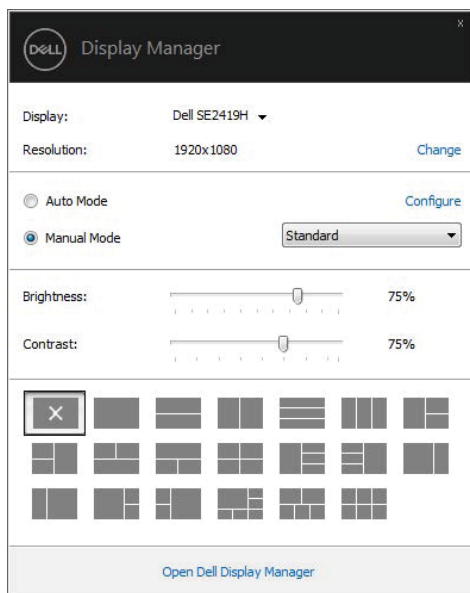 x
DELL Display Manager
Display: Dell SE2419H
Resolution: 1920x1080 Change
Auto Mode Configure
Manual Mode Standard
Brightness: 75%
Contrast: 75%
Open Dell Display Manager